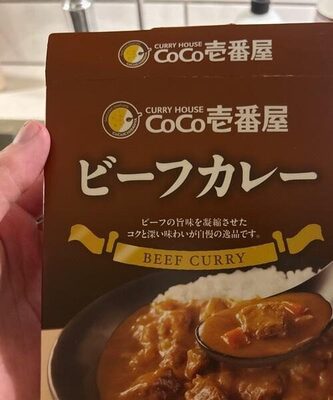 CURRY HOUSE
CoCo壱番屋
CURRY HOUSE
CoCo壱番屋
ビーフカレー
ビーフの旨味を凝縮させた
コクと深い味わいが自慢の逸品です。
BEEF CURRY